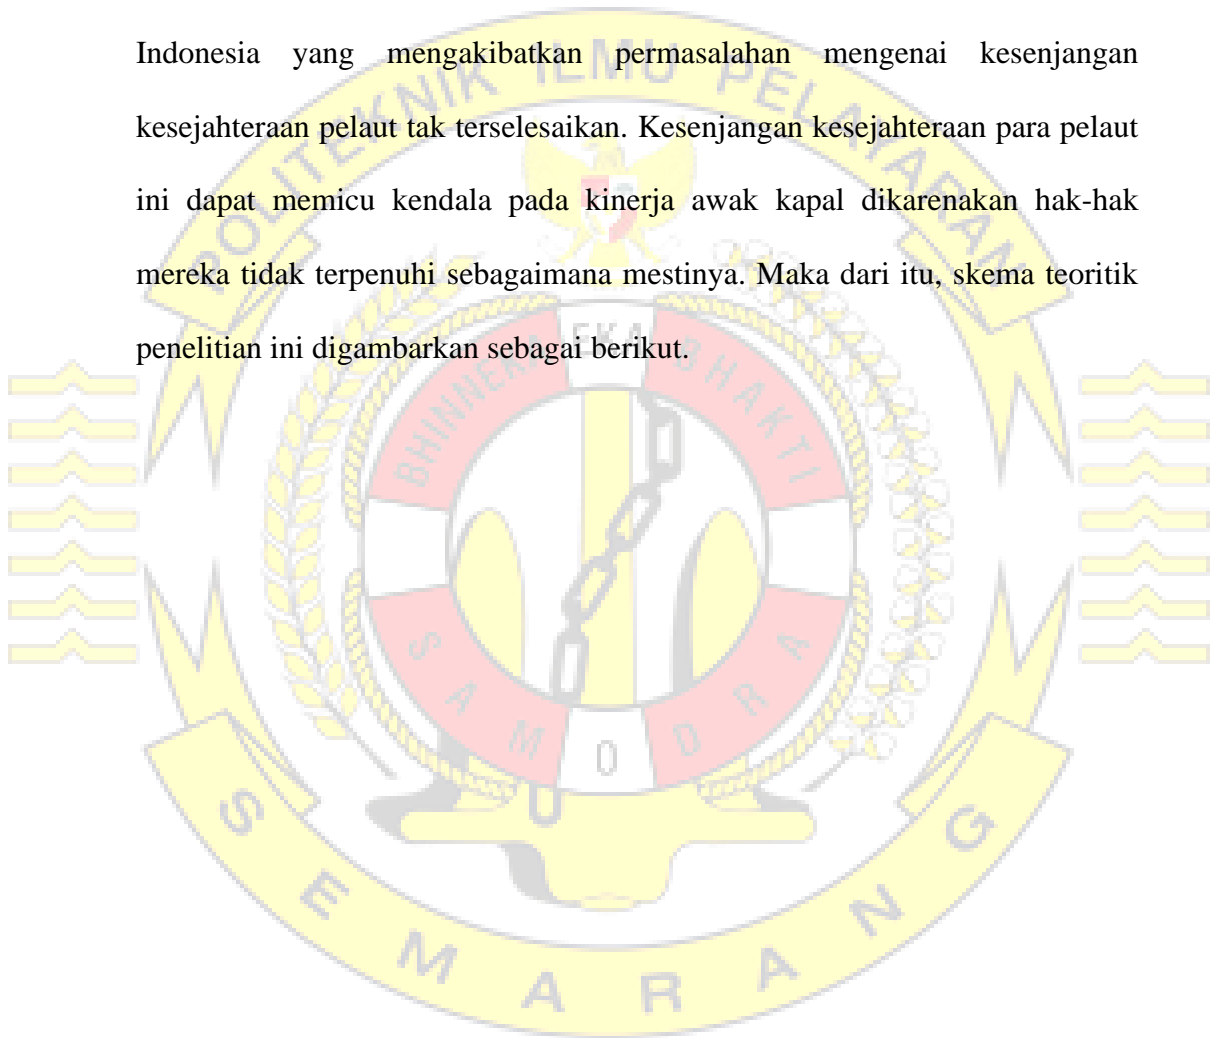 Indonesia yang mengakibatkan permasalahan mengenai kesenjangan
kesejahteraan pelaut tak terselesaikan. Kesenjangan kesejahteraan para pelaut
ini dapat memicu kendala pada kinerja awak kapal dikarenakan hak-hak
mereka tidak terpenuhi sebagaimana mestinya. Maka dari itu, skema teoritik
penelitian ini digambarkan sebagai berikut.
POLITEKNIK ILMU PELAYARAN
BHINNEKA EKA BHAKTI
SAMODRA
SEMARANG